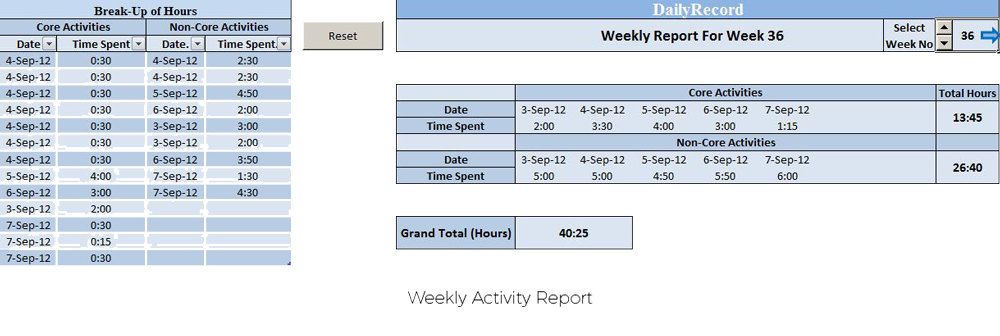 Break-Up of Hours
Core Activities Non-Core Activities
Date Time Spent Date. Time Spent.
4-Sep-12 0:30 4-Sep-12 2:30
4-Sep-12 0:30 4-Sep-12 2:30
4-Sep-12 0:30 5-Sep-12 4:50
4-Sep-12 0:30 6-Sep-12 2:00
4-Sep-12 0:30 3-Sep-12 3:00
4-Sep-12 0:30 3-Sep-12 2:00
4-Sep-12 0:30 6-Sep-12 3:50
5-Sep-12 4:00 7-Sep-12 1:30
6-Sep-12 3:00 7-Sep-12 4:30
3-Sep-12 2:00
7-Sep-12 0:30
7-Sep-12 0:15
7-Sep-12 0:30
Reset
DailyRecord
Weekly Report For Week 36
Select
Week No
36
Core Activities Total Hours
Date 3-Sep-12 4-Sep-12 5-Sep-12 6-Sep-12 7-Sep-12
Time Spent 2:00 3:30 4:00 3:00 1:15
13:45
Non-Core Activities
Date 3-Sep-12 4-Sep-12 5-Sep-12 6-Sep-12 7-Sep-12
Time Spent 5:00 5:00 4:50 5:50 6:00
26:40
Grand Total (Hours) 40:25
Weekly Activity Report